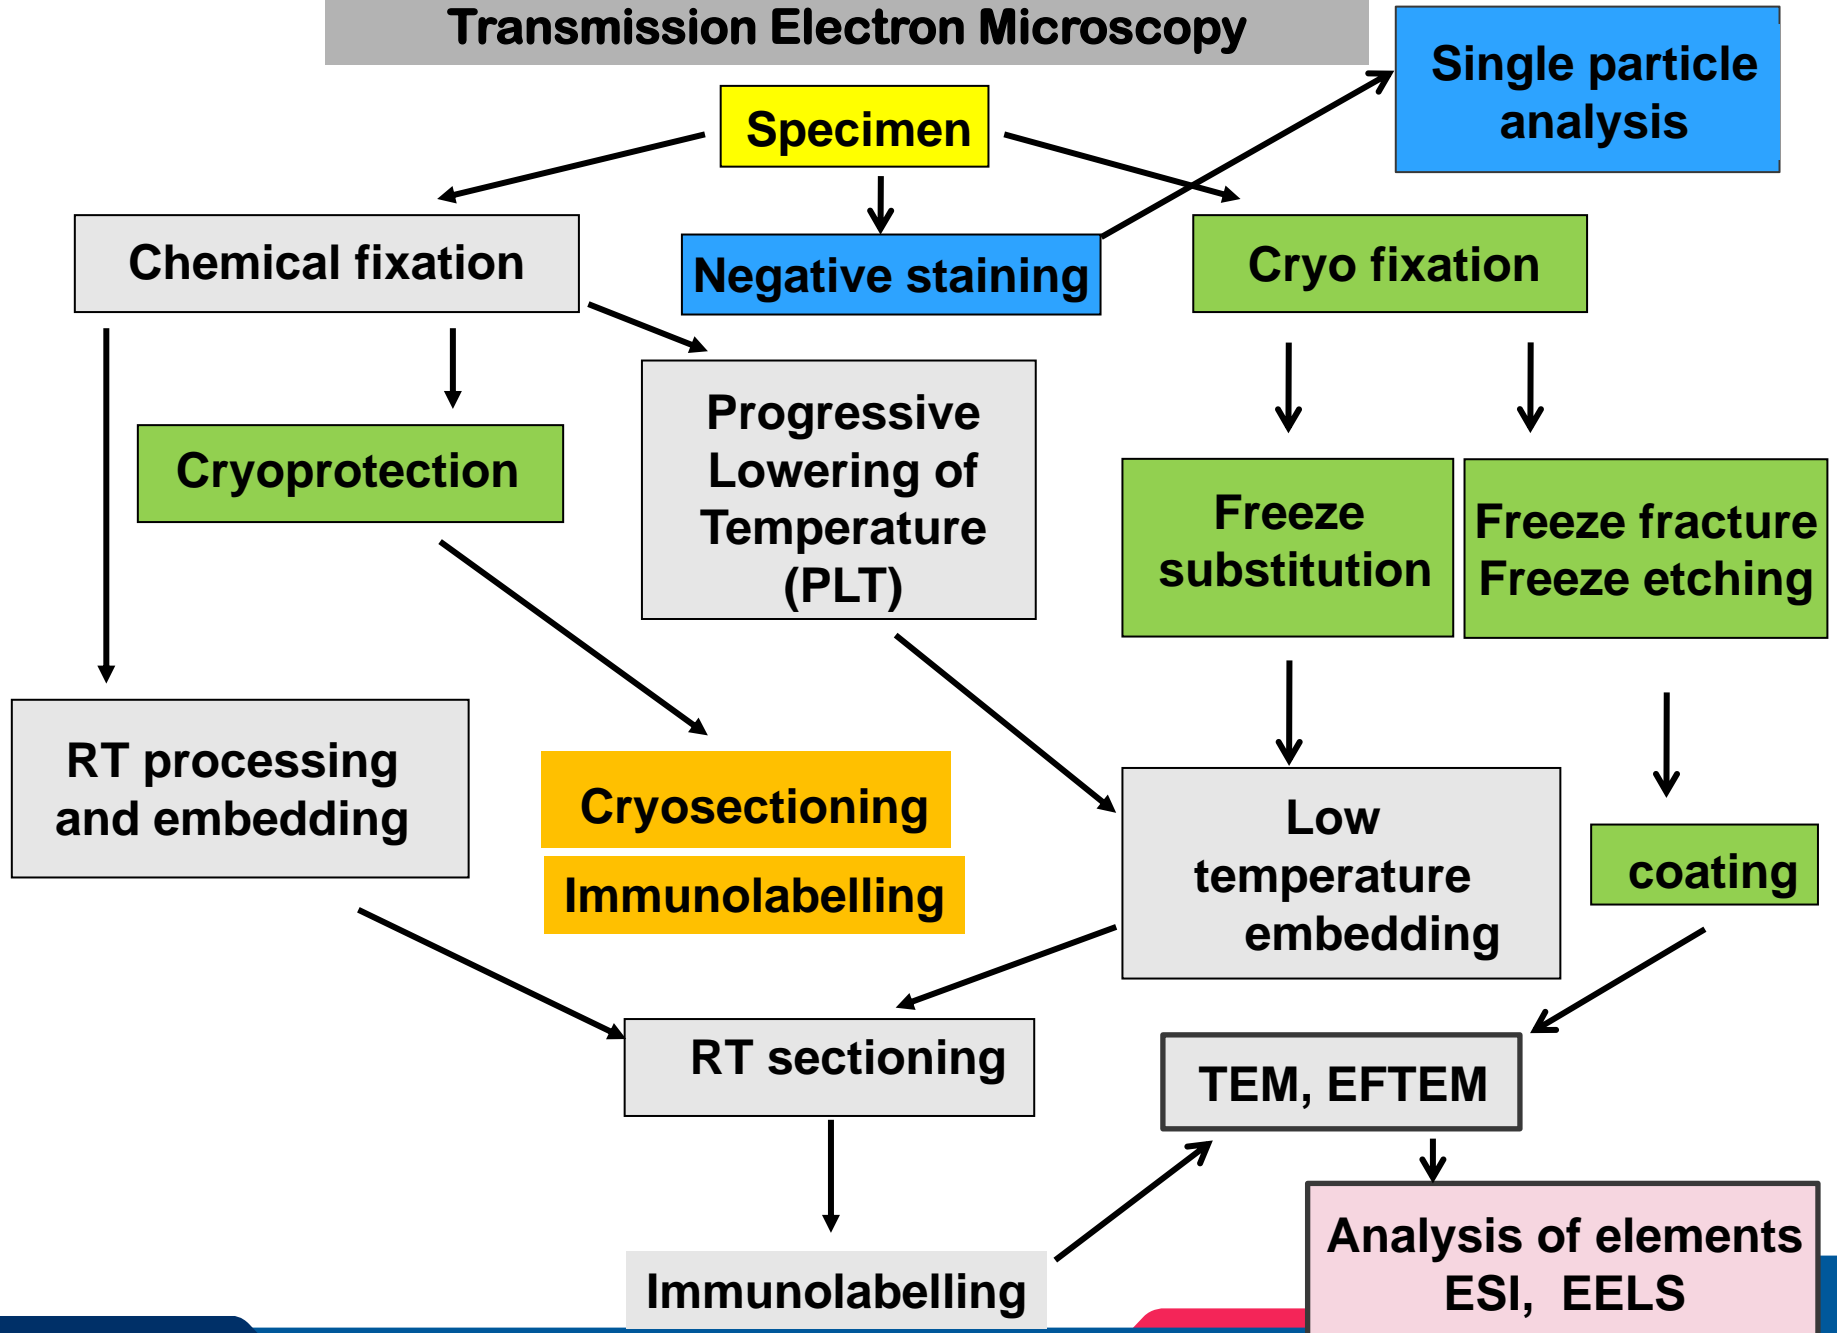 Transmission Electron Microscopy
Single particle
analysis
Specimen
Chemical fixation
Negative staining
Cryo fixation
Progressive
Lowering of
Temperature
(PLT)
Cryoprotection
Freeze
substitution
Freeze fracture
Freeze etching
RT processing
and embedding
Cryosectioning
Immunolabelling
Low
temperature
embedding
coating
RT sectioning
TEM, EFTEM
Immunolabelling
Analysis of elements
ESI, EELS